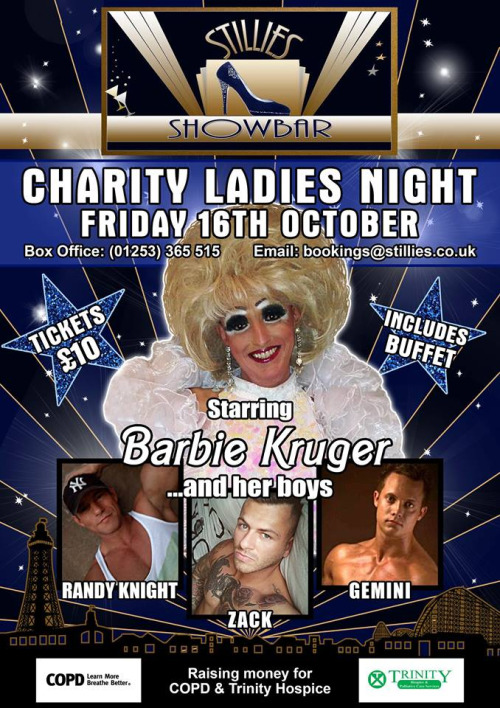 STILLIES
SHOWBAR
CHARITY LADIES NIGHT
FRIDAY 16TH OCTOBER
Box Office: (01253) 365 515 Email: bookings@stillies.co.uk
TICKETS
£10
INCLUDES
BUFFET
Starring
Barbie Kruger
...and her boys
NY
RANDY KNIGHT
ZACK
GEMINI
COPD Learn More
Breathe Better.
Raising money for
COPD & Trinity Hospice
TRINITY